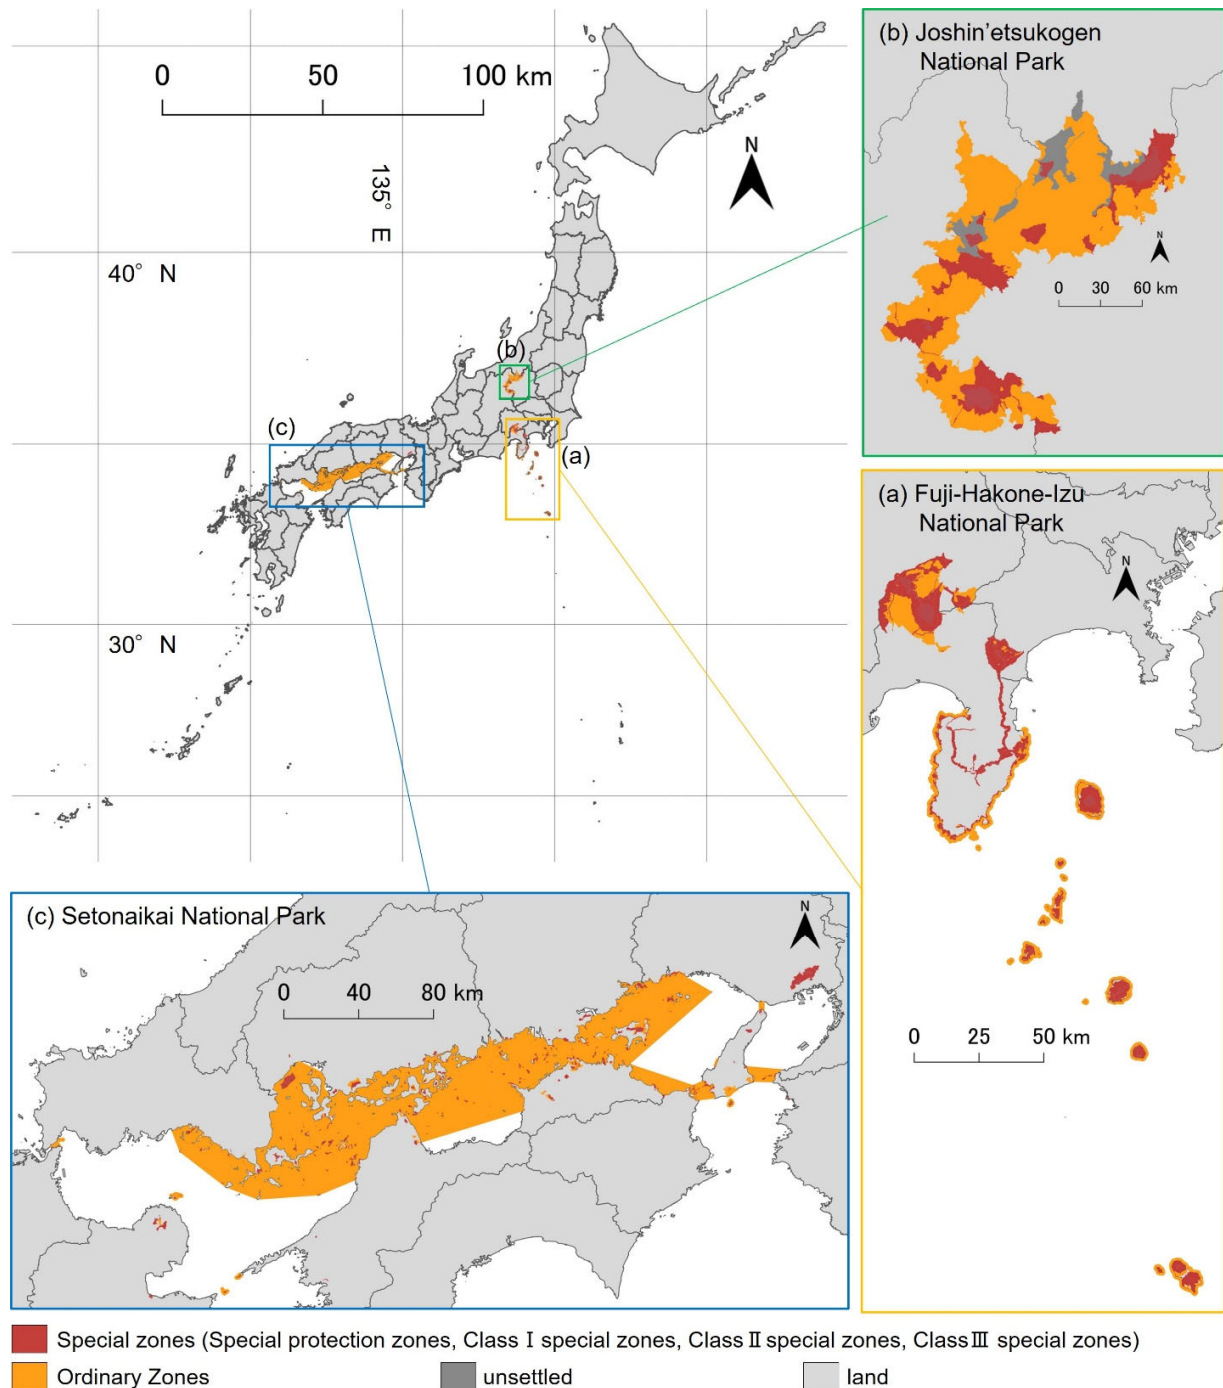 0 50 100 km
N
135° E
40° N
30° N
(b)
(c)
(a)
(b) Joshin'etsukogen
National Park
N
0 30 60 km
(a) Fuji-Hakone-Izu
National Park
N
0 25 50 km
(c) Setonaikai National Park
N
0 40 80 km
Special zones (Special protection zones, Class Ⅰ special zones, Class Ⅱ special zones, Class Ⅲ special zones)
Ordinary Zones unsettled land